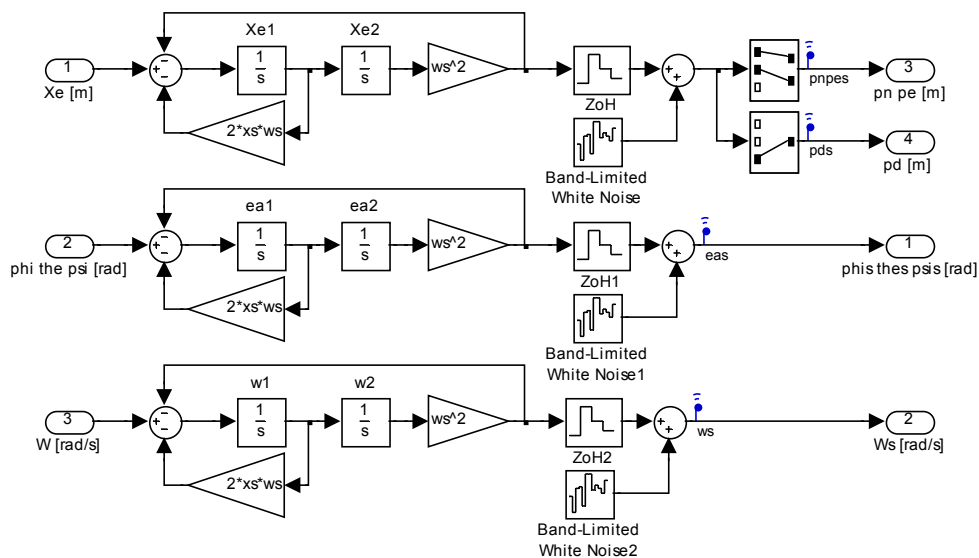 Xe1
Xe2
1
Xe [m]
1
s
1
s
ws^2
2*xs*ws
ZoH
Band-Limited
White Noise
pnpes
3
pn pe [m]
pds
4
pd [m]
ea1
ea2
2
phi the psi [rad]
1
s
1
s
ws^2
2*xs*ws
ZoH1
Band-Limited
White Noise1
eas
1
phis thes psis [rad]
w1
w2
3
W [rad/s]
1
s
1
s
ws^2
2*xs*ws
ZoH2
Band-Limited
White Noise2
ws
2
Ws[rad/s]